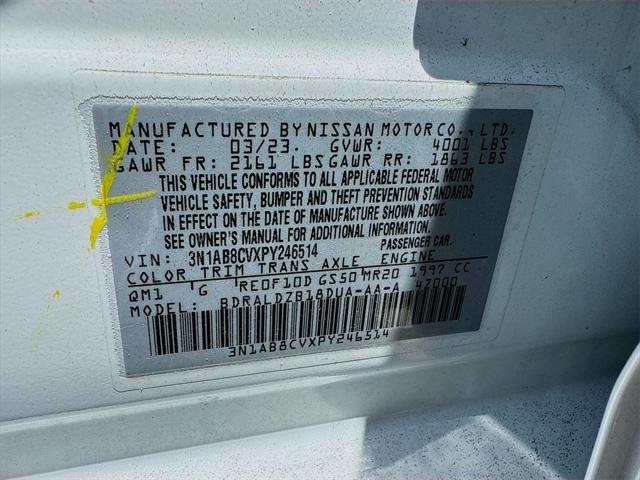 MANUFACTURED BY NISSAN MOTOR CO., LTD.
DATE: 03/23. GVWR: 4001 LBS
GAWR FR: 2161 LBS GAWR RR: 1863 LBS
THIS VEHICLE CONFORMS TO ALL APPLICABLE FEDERAL MOTOR
VEHICLE SAFETY, BUMPER AND THEFT PREVENTION STANDARDS
IN EFFECT ON THE DATE OF MANUFACTURE SHOWN ABOVE.
SEE OWNER'S MANUAL FOR ADDITIONAL INFORMATION.
VIN: 3N1AB8CVXPY246514 PASSENGER CAR.
COLOR TRIM TRANS AXLE ENGINE
QM1 G RE0F10D GS50 MR20 1997 CC
MODEL: BDRALDZB18DUA-AA-A 47000
3N1AB8CVXPY246514